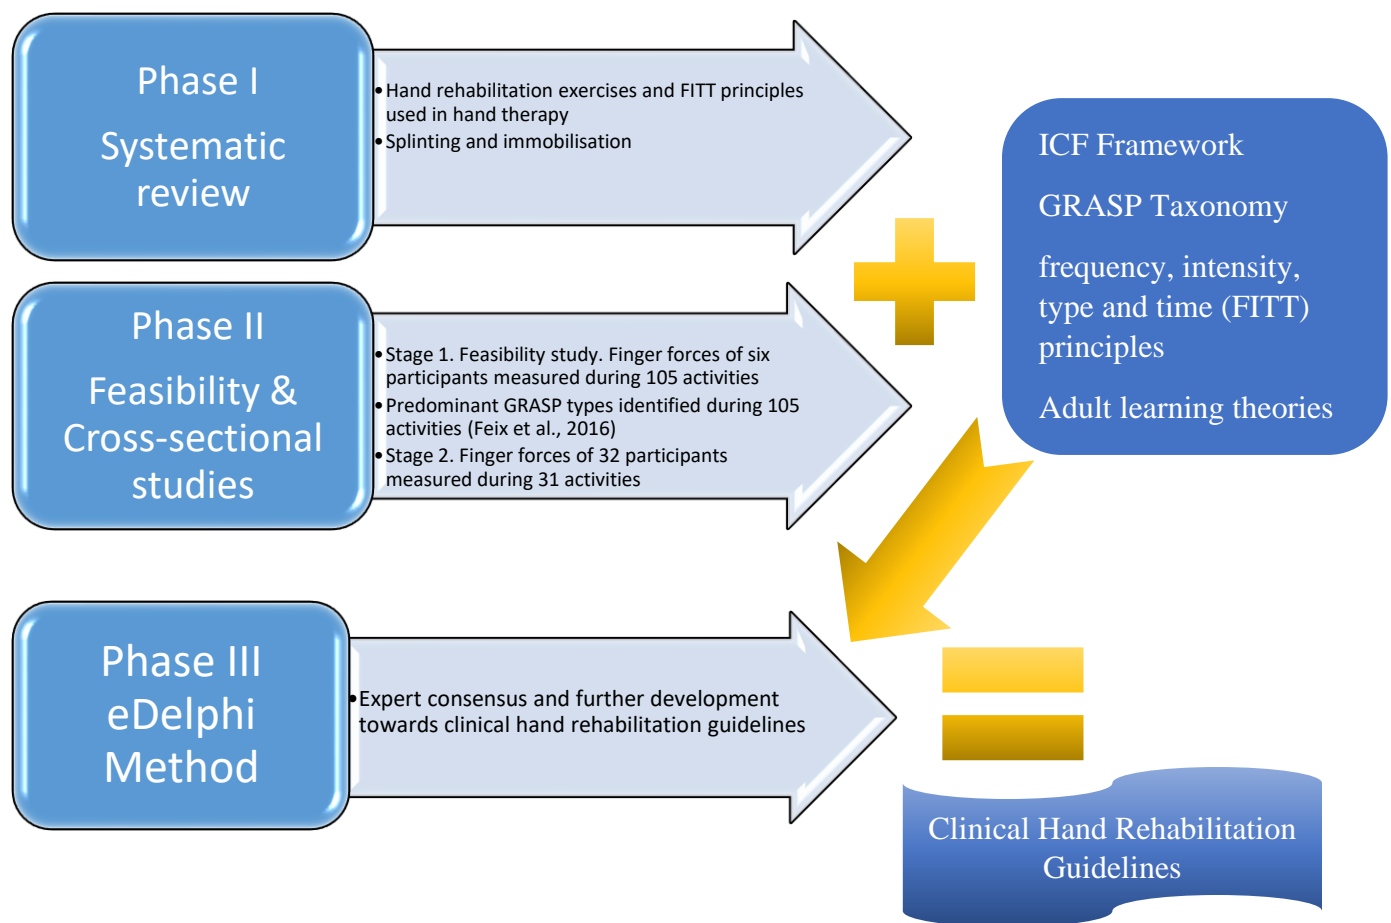 Phase I
Systematic
review
•Hand rehabilitation exercises and FITT principles
used in hand therapy
•Splinting and immobilisation
Phase II
Feasibility &
Cross-sectional
studies
•Stage 1. Feasibility study. Finger forces of six
participants measured during 105 activities
•Predominant GRASP types identified during 105
activities (Feix et al., 2016)
•Stage 2. Finger forces of 32 participants
measured during 31 activities
ICF Framework
GRASP Taxonomy
frequency, intensity,
type and time (FITT)
principles
Adult learning theories
Phase III
eDelphi
Method
•Expert consensus and further development
towards clinical hand rehabilitation guidelines
Clinical Hand Rehabilitation
Guidelines